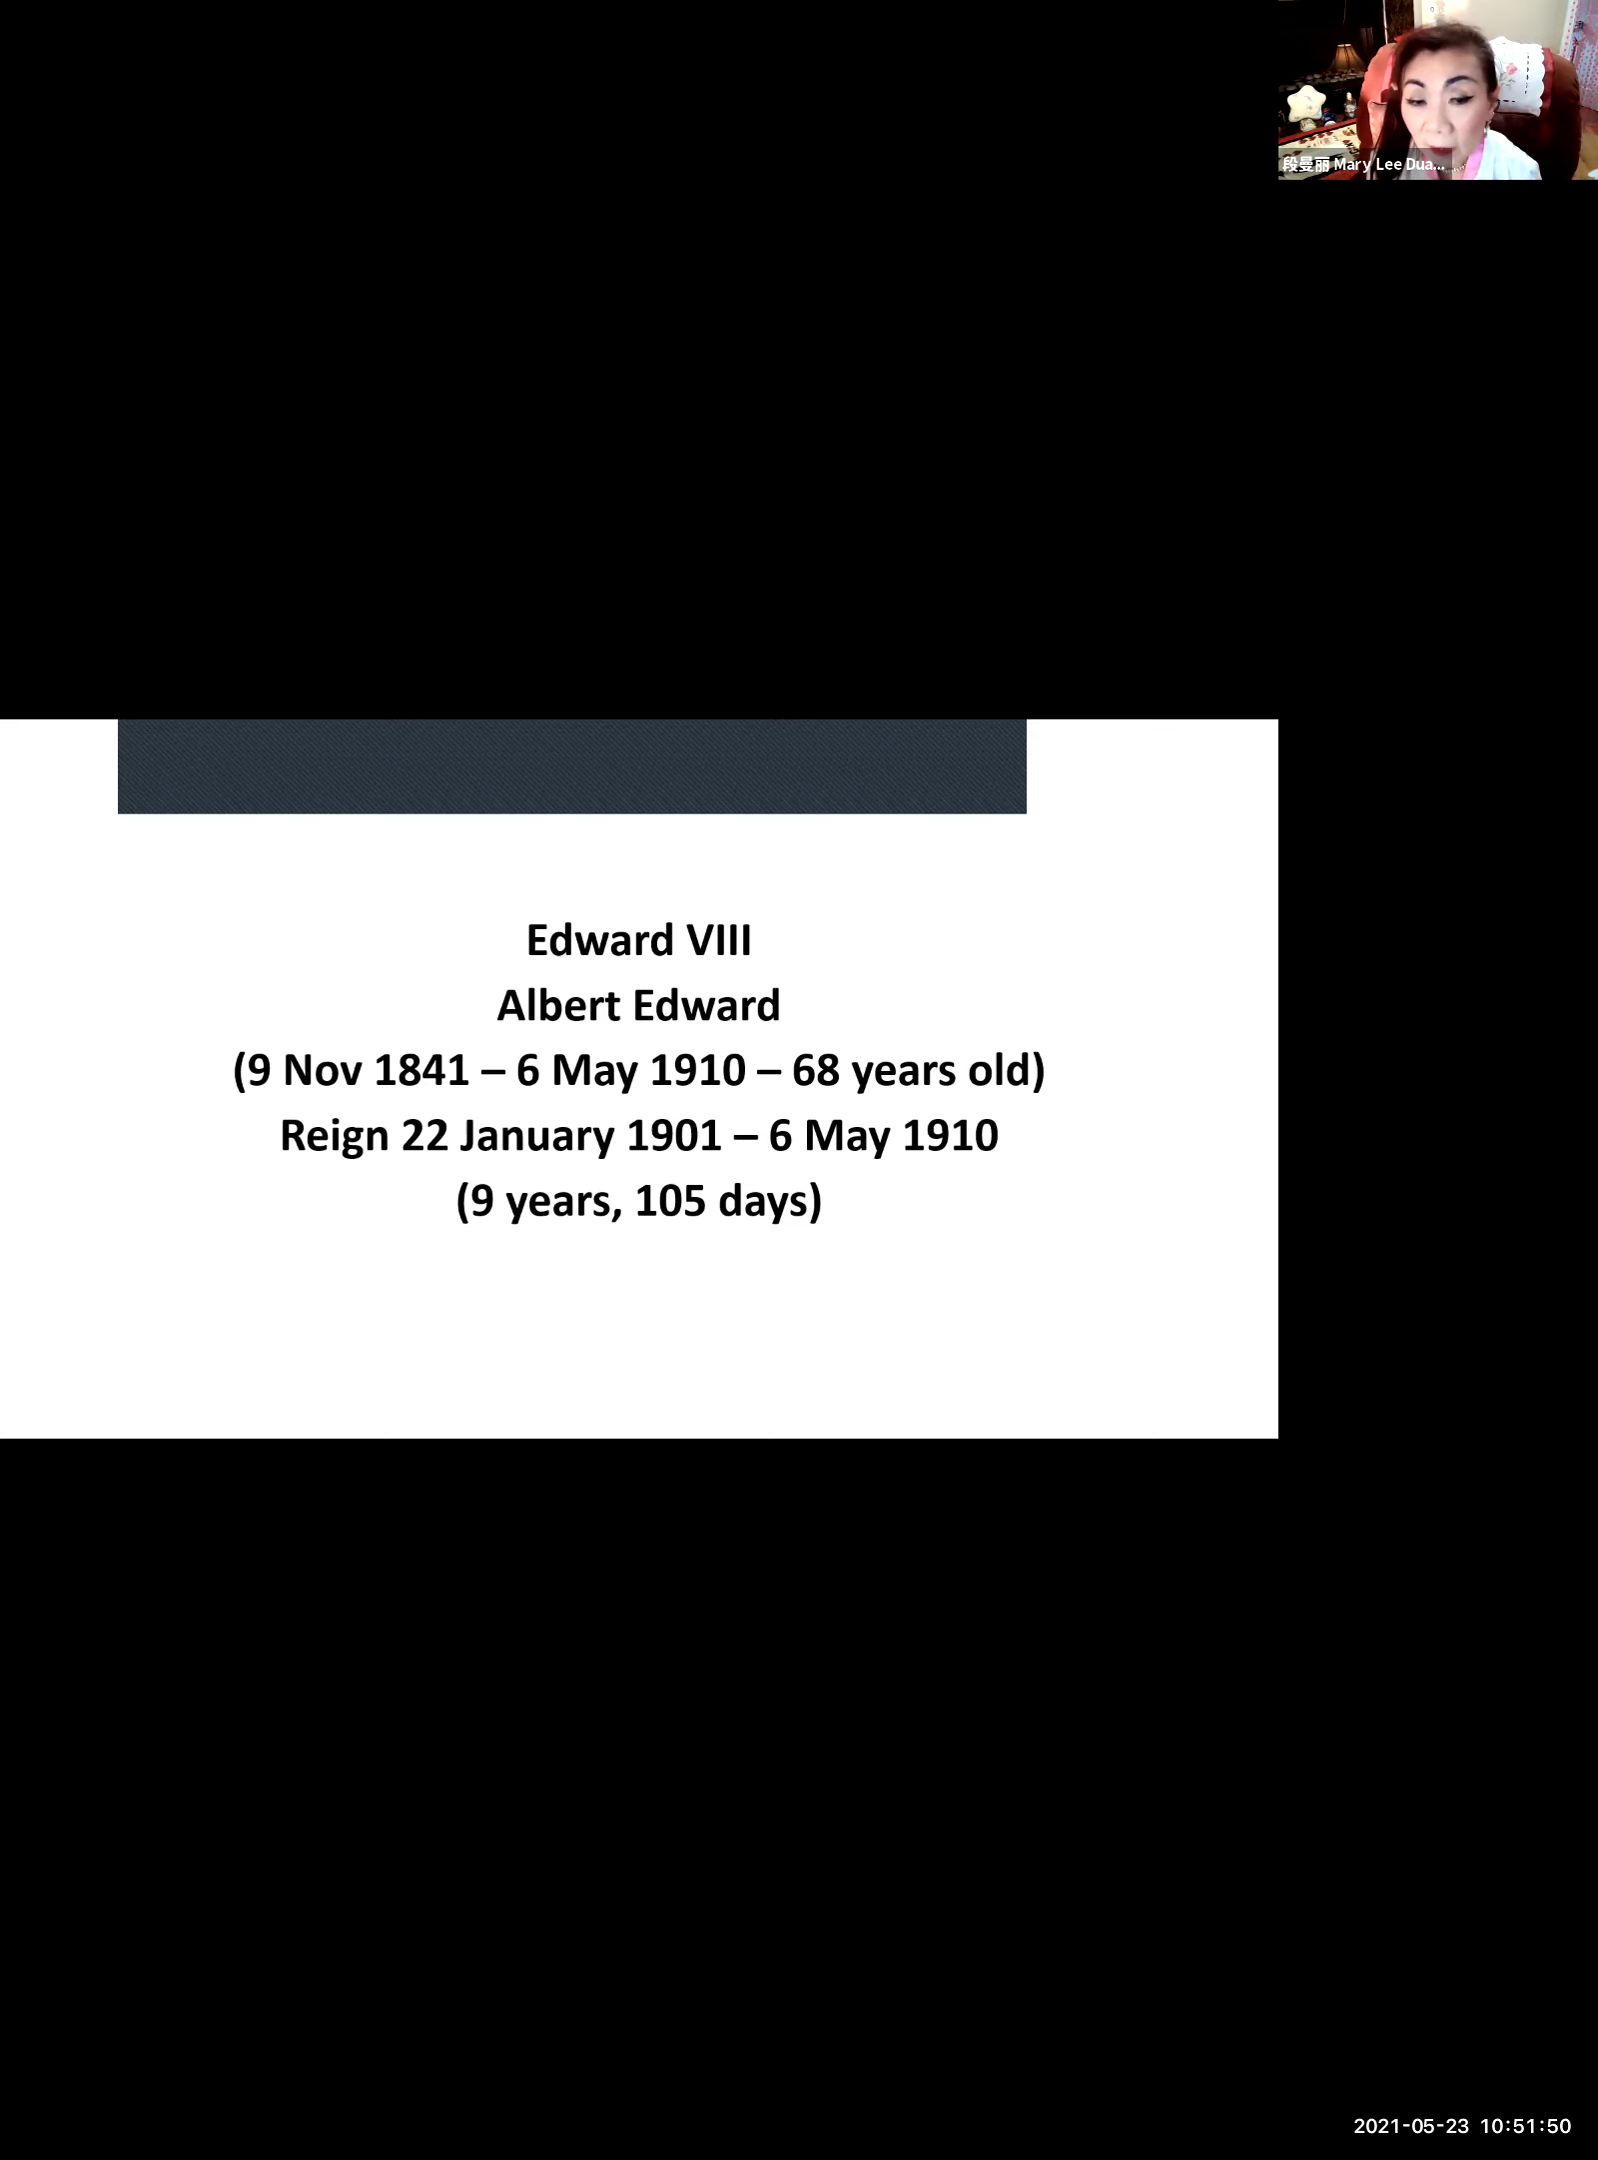 段曼丽 Mary Lee Dua...
Edward VIII
Albert Edward
(9 Nov 1841 – 6 May 1910 – 68 years old)
Reign 22 January 1901 – 6 May 1910
(9 years, 105 days)
2021-05-23 10:51:50